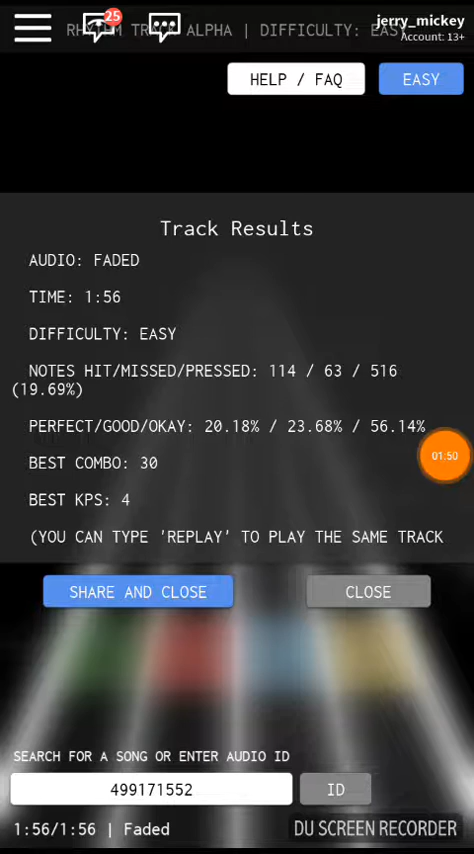 jerry_mickey
25
RHYTHM TRACK ALPHA | DIFFICULTY: EASY
Account: 13+
HELP / FAQ
EASY
Track Results
AUDIO: FADED
TIME: 1:56
DIFFICULTY: EASY
NOTES HIT/MISSED/PRESSED: 114 / 63 / 516
(19.69%)
PERFECT/GOOD/OKAY: 20.18% / 23.68% / 56.14%
BEST COMBO: 30
01:50
BEST KPS: 4
(YOU CAN TYPE 'REPLAY' TO PLAY THE SAME TRACK
SHARE AND CLOSE
CLOSE
SEARCH FOR A SONG OR ENTER AUDIO ID
499171552
ID
1:56/1:56 | Faded
DU SCREEN RECORDER